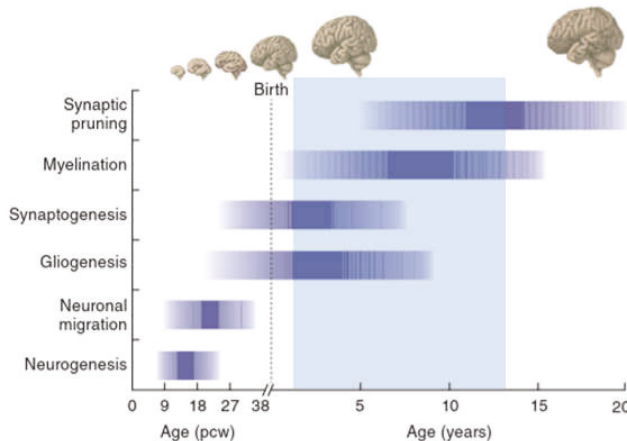 Birth
Synaptic
pruning
Myelination
Synaptogenesis
Gliogenesis
Neuronal
migration
Neurogenesis
0 9 18 27 38 5 10 15 20
Age (pcw) Age (years)